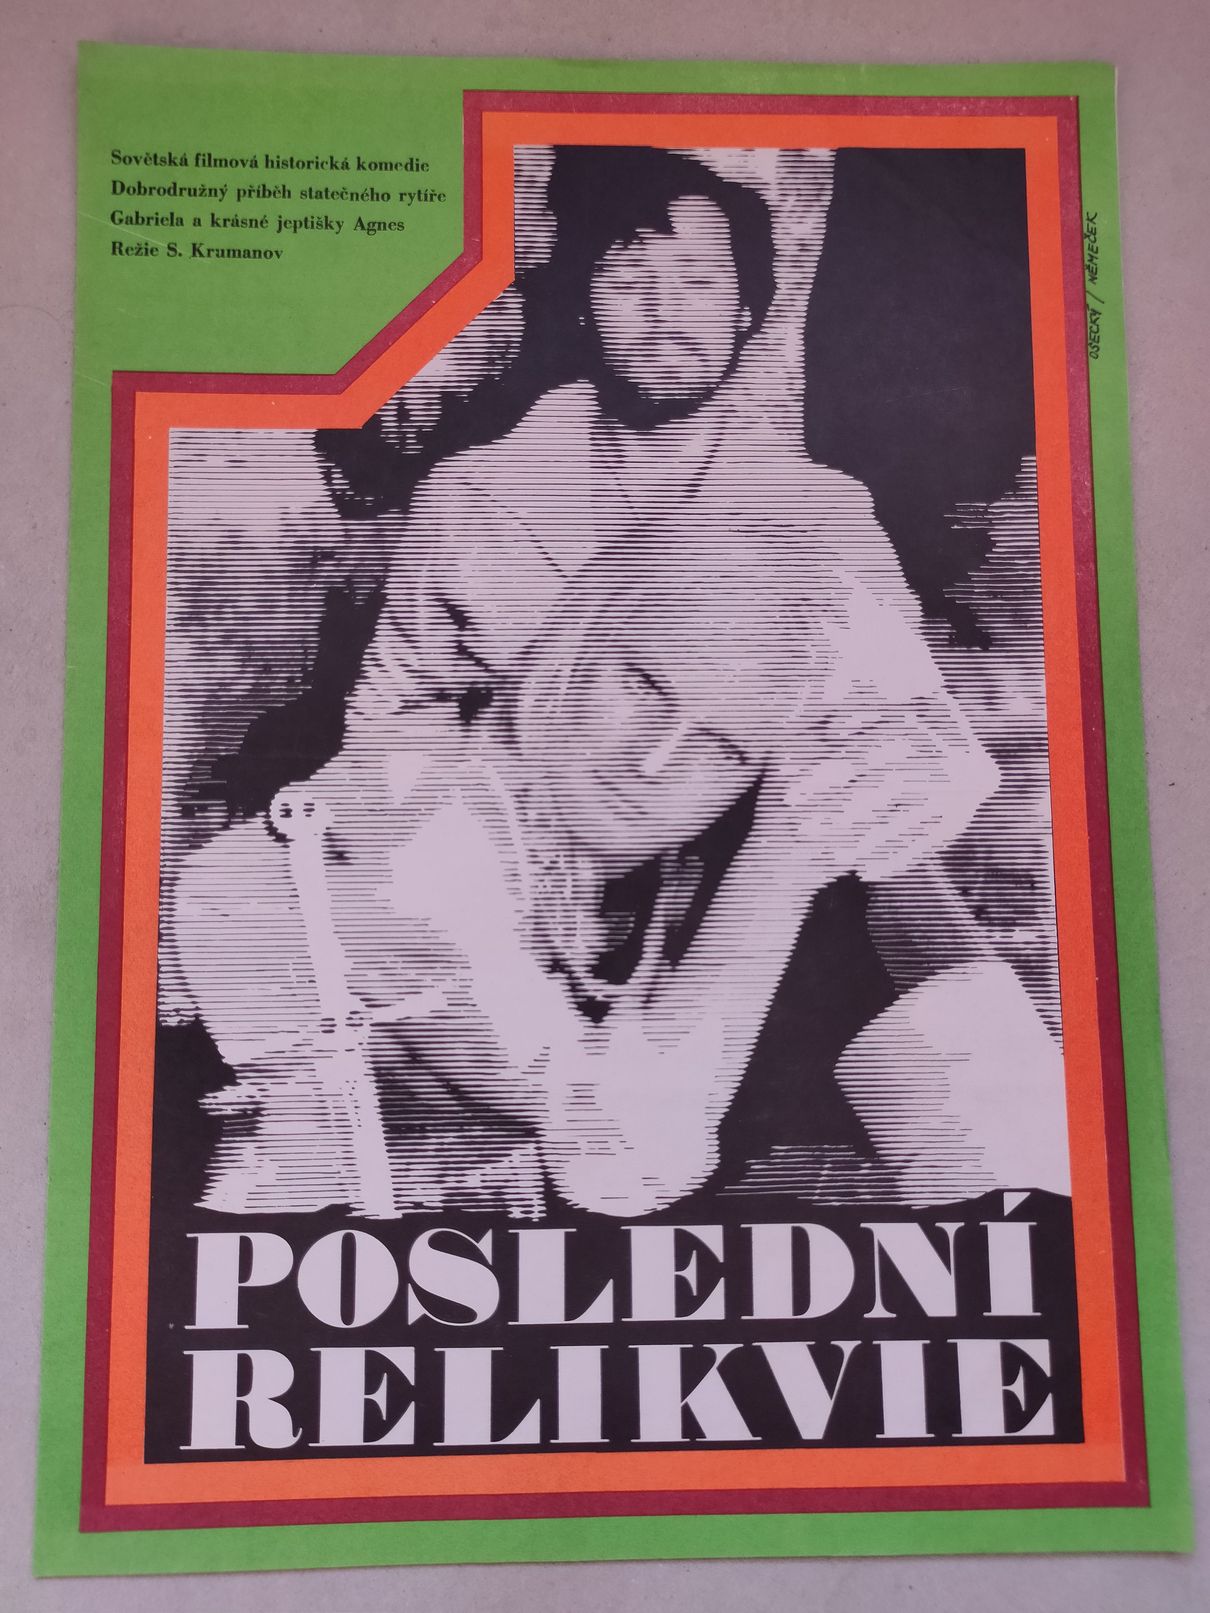 Sovětská filmová historická komedie
Dobrodružný příběh statečného rytíře
Gabriela a krásné jeptišky Agnes
Režie S. Krumanov
OSECKÝ / NĚMEČEK
POSLEDNÍ
RELIKVIE